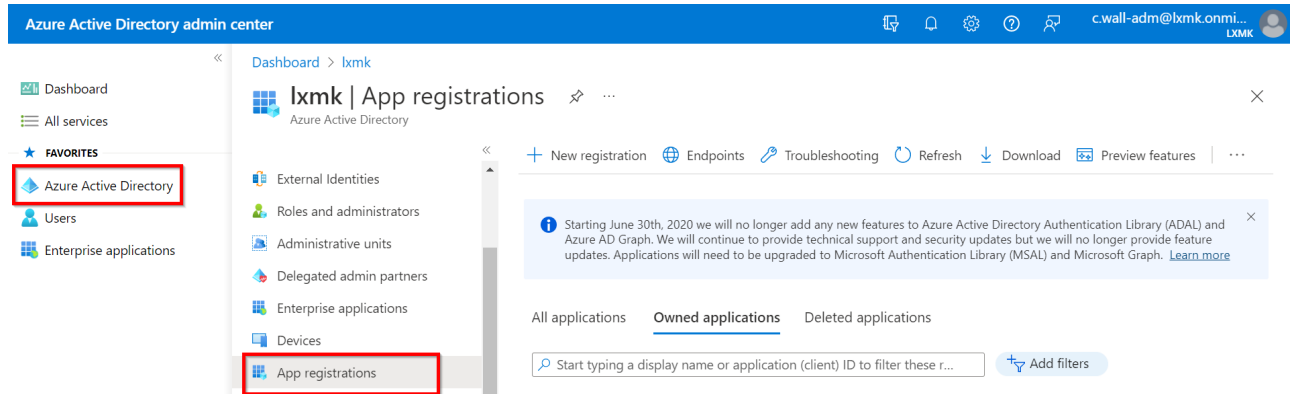 Azure Active Directory admin center
c.wall-adm@lxmk.onmi...
LXMK
Dashboard
All services
FAVORITES
Azure Active Directory
Users
Enterprise applications
Dashboard > lxmk
lxmk | App registrations
Azure Active Directory
External Identities
Roles and administrators
Administrative units
Delegated admin partners
Enterprise applications
Devices
App registrations
New registration Endpoints Troubleshooting Refresh Download Preview features
Starting June 30th, 2020 we will no longer add any new features to Azure Active Directory Authentication Library (ADAL) and
Azure AD Graph. We will continue to provide technical support and security updates but we will no longer provide feature
updates. Applications will need to be upgraded to Microsoft Authentication Library (MSAL) and Microsoft Graph. Learn more
All applications Owned applications Deleted applications
Start typing a display name or application (client) ID to filter these r...
Add filters